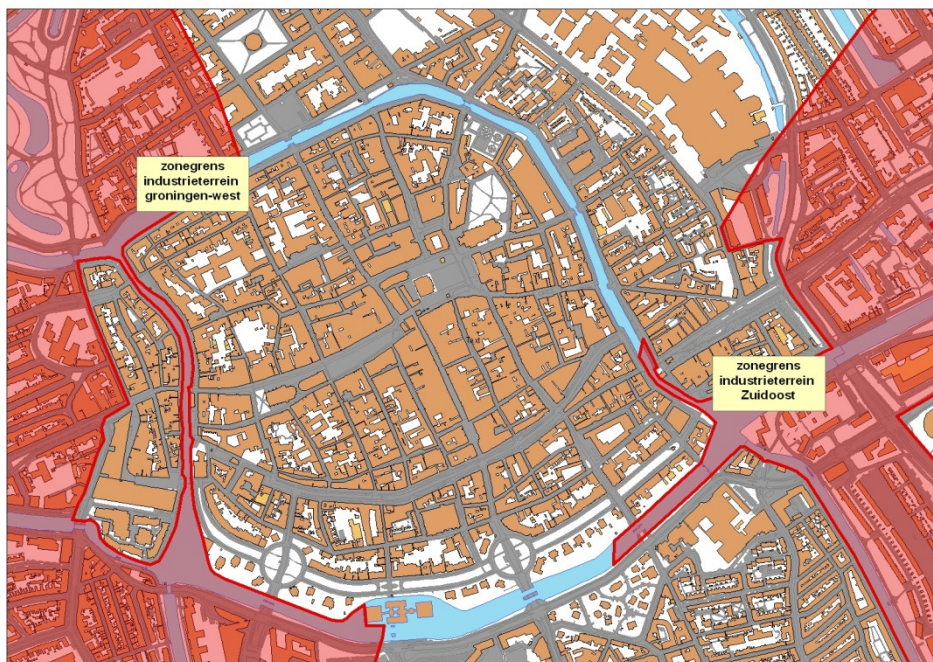 zonegrens
industrieterrein
groningen-west
zonegrens
industrieterrein
Zuidoost